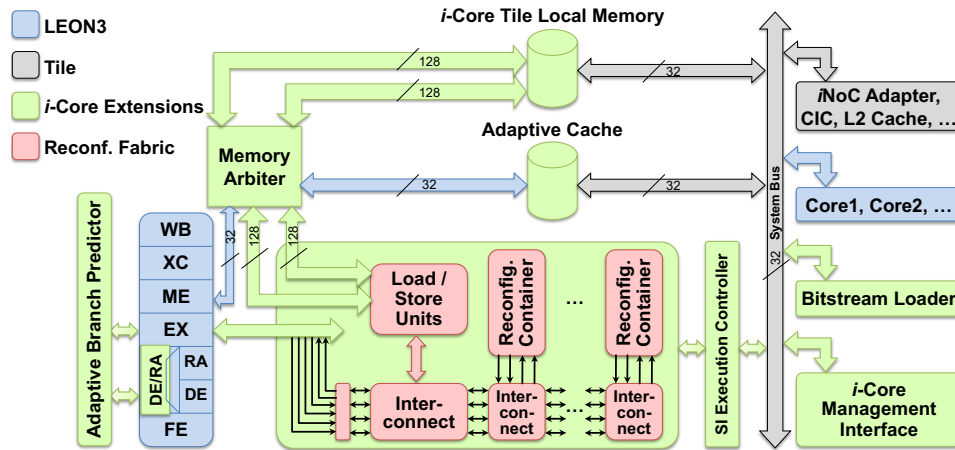 LEON3
Tile
i-Core Extensions
Reconf. Fabric
i-Core Tile Local Memory
128
128
32
Memory
Arbiter
Adaptive Cache
32
32
System Bus
32
iNoC Adapter,
CIC, L2 Cache, ...
Core1, Core2, ...
Bitstream Loader
i-Core
Management
Interface
Adaptive Branch Predictor
WB
XC
ME
EX
DE/RA
RA
DE
FE
32
128
128
Load /
Store
Units
Reconfig.
Container
...
Reconfig.
Container
Inter-
connect
Inter-
con-
nect
...
...
Inter-
con-
nect
SI Execution Controller